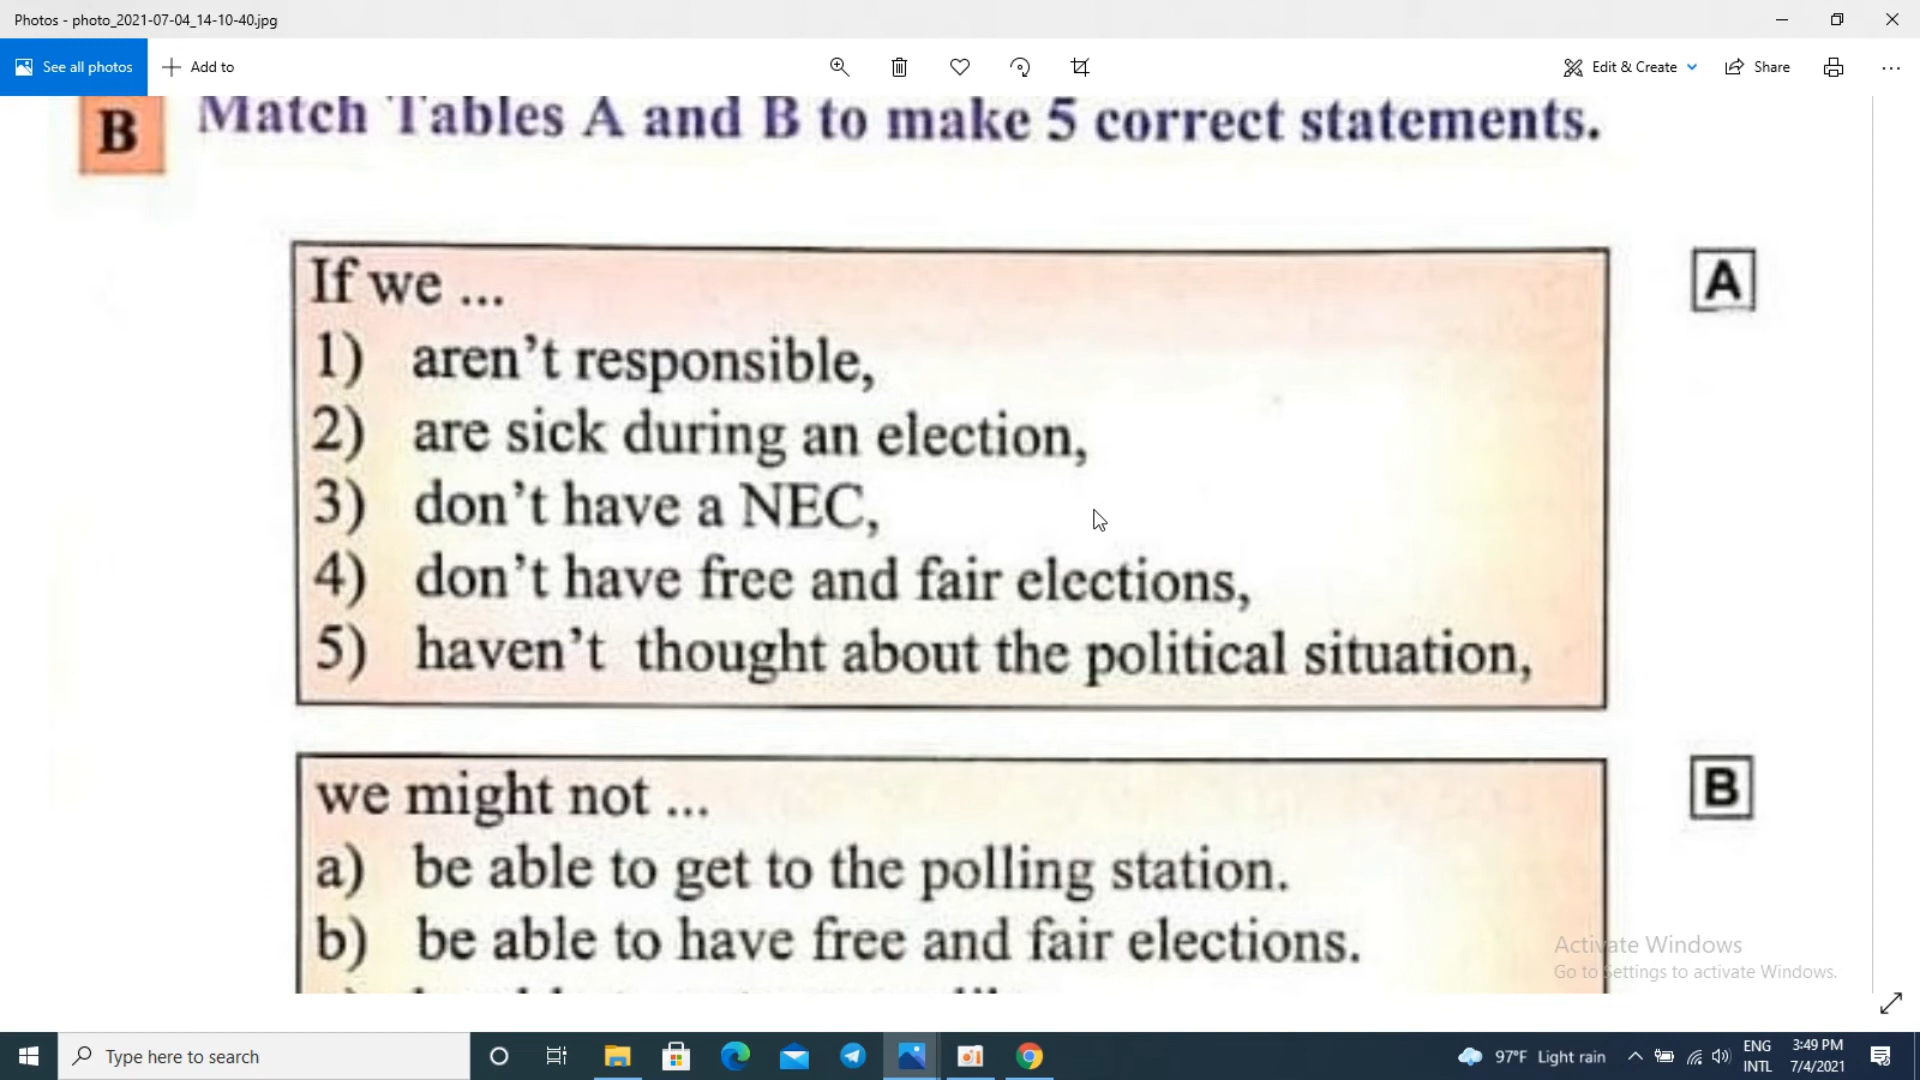 Photos - photo_2021-07-04_14-10-40.jpg
See all photos
Add to
Edit & Create
Share
B Match Tables A and B to make 5 correct statements.
If we ...
A
1) aren't responsible,
2) are sick during an election,
3) don't have a NEC,
4) don't have free and fair elections,
5) haven't thought about the political situation,
we might not ...
B
a) be able to get to the polling station.
b) be able to have free and fair elections.
Activate Windows
Go to Settings to activate Windows.
Type here to search
97°F Light rain
ENG
INTL
3:49 PM
7/4/2021